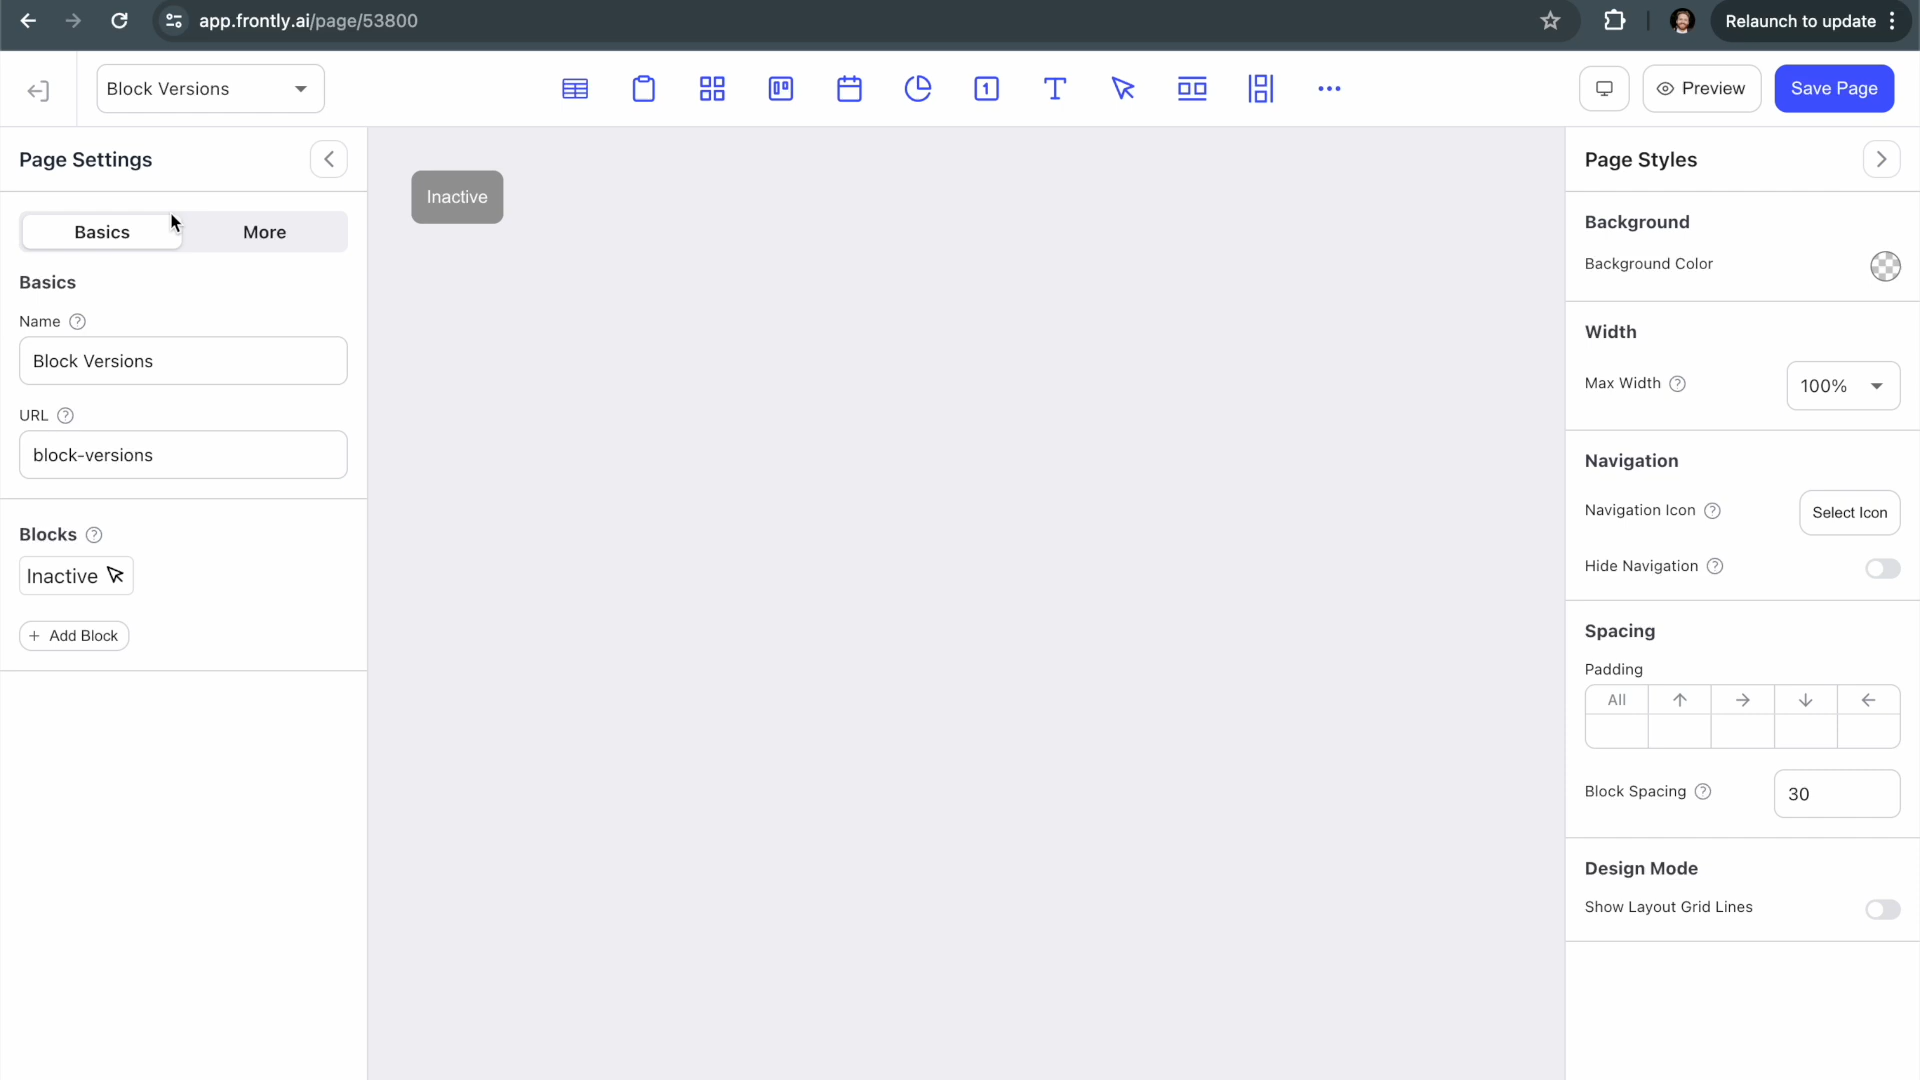 app.frontly.ai/page/53800
Relaunch to update
Block Versions
1
T
Preview
Save Page
Page Settings
Basics
More
Basics
Name ?
Block Versions
URL ?
block-versions
Blocks ?
Inactive
+ Add Block
Inactive
Page Styles
Background
Background Color
Width
Max Width ?
100%
Navigation
Navigation Icon ?
Select Icon
Hide Navigation ?
Spacing
Padding
All ↑ → ↓ ←
Block Spacing ?
30
Design Mode
Show Layout Grid Lines